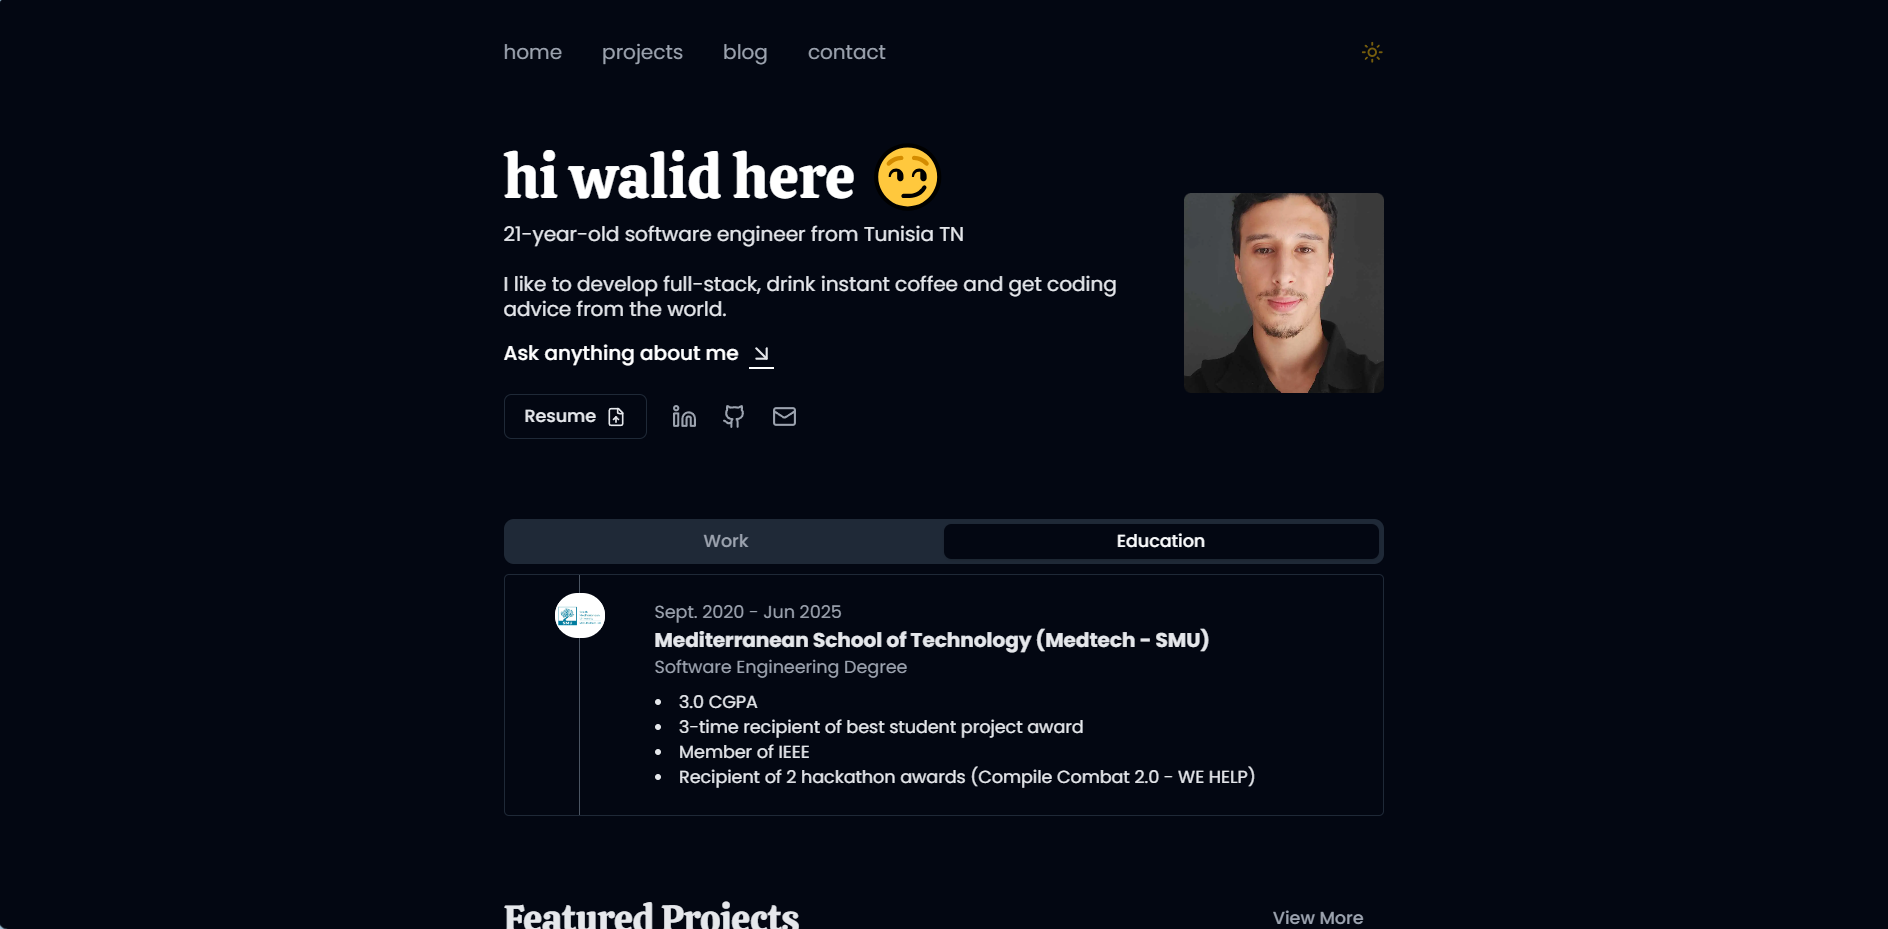 home projects blog contact
hi walid here 😏
21-year-old software engineer from Tunisia TN
I like to develop full-stack, drink instant coffee and get coding
advice from the world.
Ask anything about me
Resume
Work Education
Sept. 2020 - Jun 2025
Mediterranean School of Technology (Medtech - SMU)
Software Engineering Degree
• 3.0 CGPA
• 3-time recipient of best student project award
• Member of IEEE
• Recipient of 2 hackathon awards (Compile Combat 2.0 - WE HELP)
Featured Projects View More